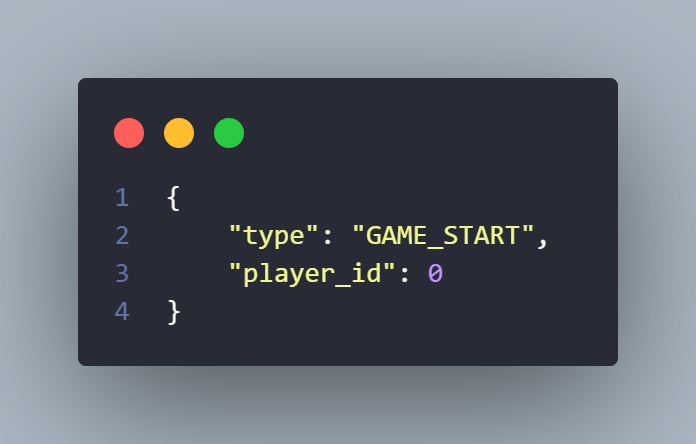 1 {
2     "type": "GAME_START",
3     "player_id": 0
4 }